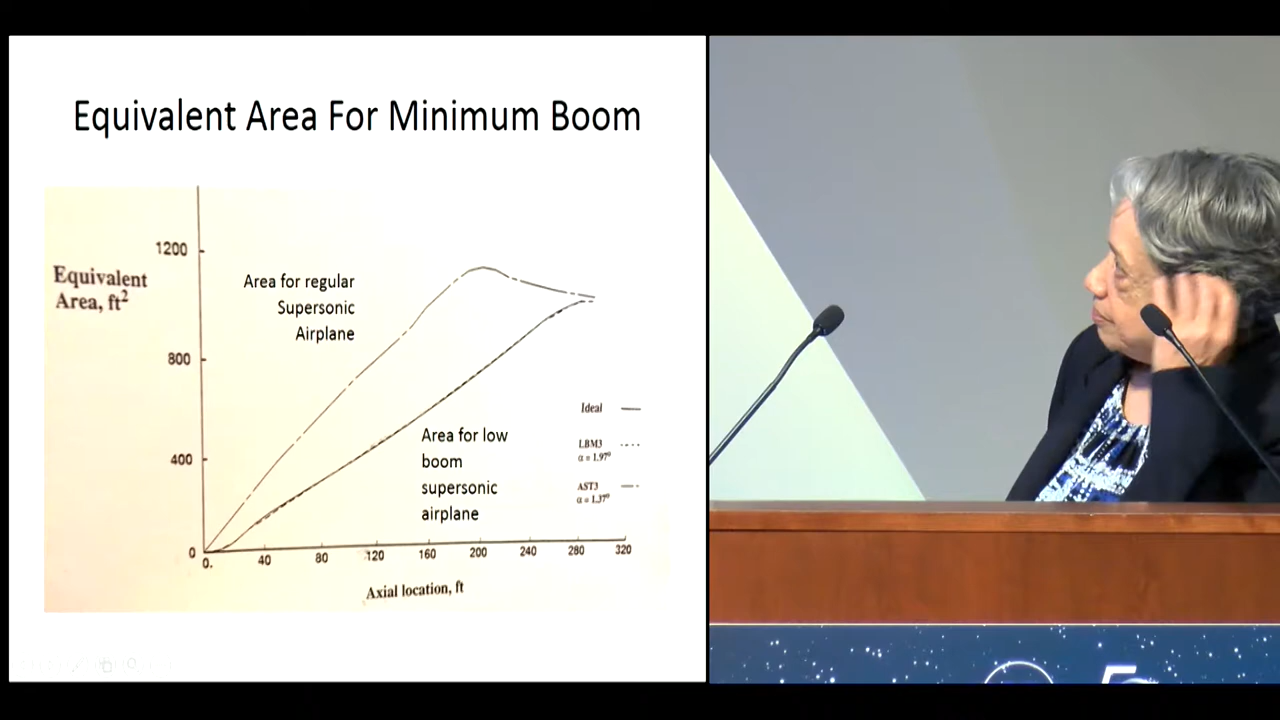 Equivalent Area For Minimum Boom
1200
Equivalent
Area, ft²
Area for regular
Supersonic
Airplane
800
Ideal
Area for low
boom
supersonic
airplane
LBM3
α = 1.97°
400
AST3
α = 1.37°
0
0. 40 80 120 160 200 240 280 320
Axial location, ft